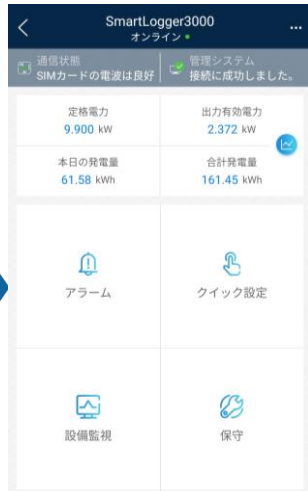 SmartLogger3000
オンライン
通信状態
SIMカードの電波は良好
管理システム
接続に成功しました。
定格電力
9.900 kW
出力有効電力
2.372 kW
本日の発電量
61.58 kWh
合計発電量
161.45 kWh
アラーム
クイック設定
設備監視
保守